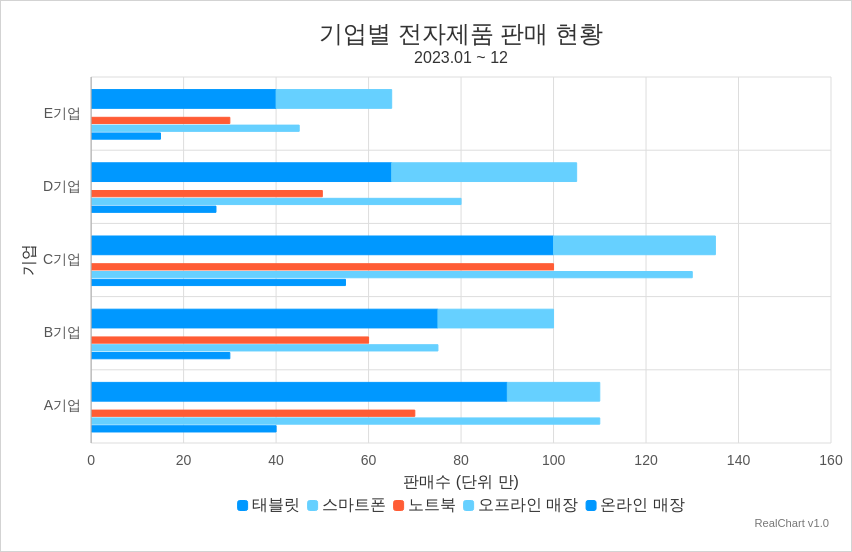 기업별 전자제품 판매 현황
2023.01 ~ 12
기업
E기업
D기업
C기업
B기업
A기업
0 20 40 60 80 100 120 140 160
판매수 (단위 만)
태블릿 스마트폰 노트북 오프라인 매장 온라인 매장
RealChart v1.0